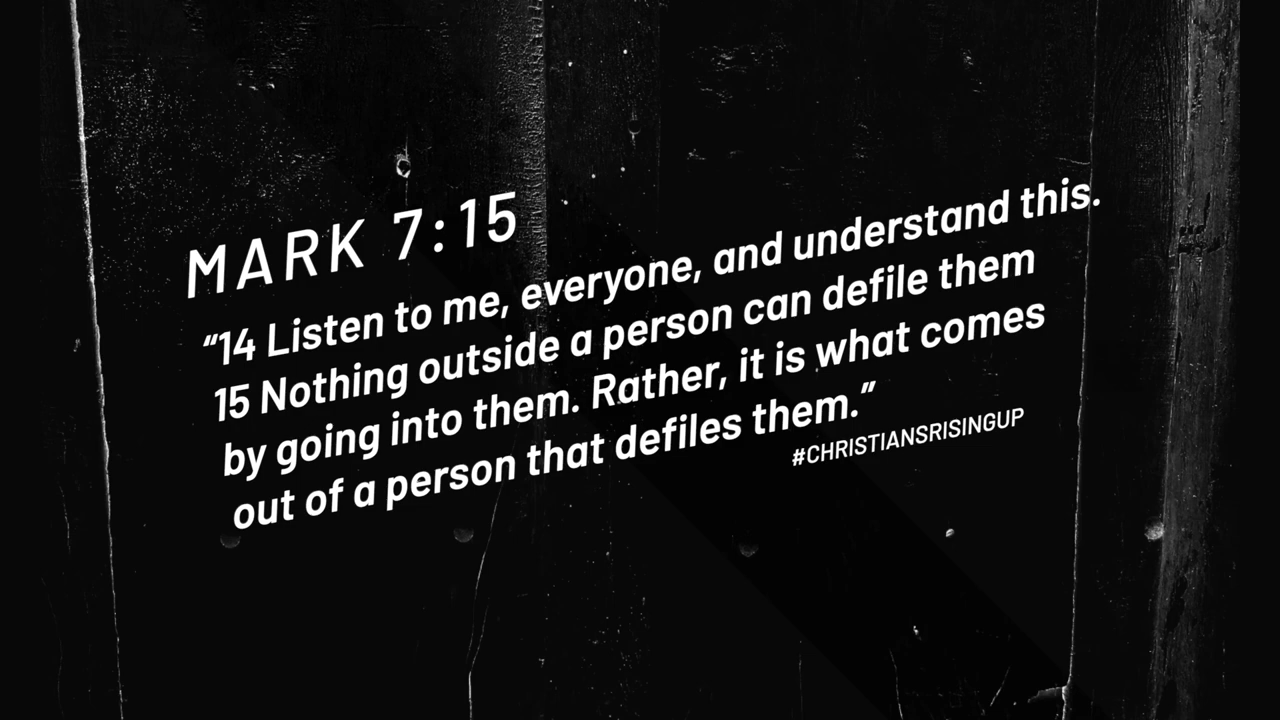 MARK 7:15
“14 Listen to me, everyone, and understand this.
15 Nothing outside a person can defile them
by going into them. Rather, it is what comes
out of a person that defiles them.”
#CHRISTIANSRISINGUP